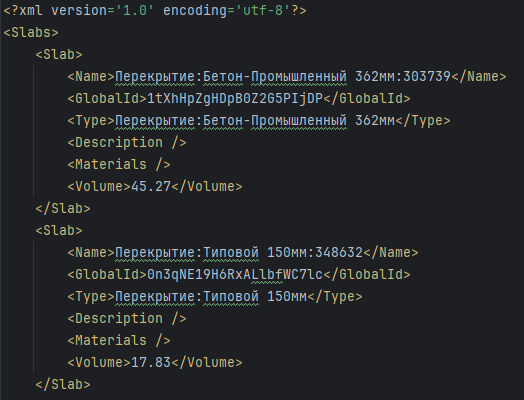 <?xml version='1.0' encoding='utf-8'?>
<Slabs>
<Slab>
<Name>Перекрытие:Бетон-Промышленный 362мм:303739</Name>
<GlobalId>1tXhHpZgHDpB0Z2G5PIjDP</GlobalId>
<Type>Перекрытие:Бетон-Промышленный 362мм</Type>
<Description />
<Materials />
<Volume>45.27</Volume>
</Slab>
<Slab>
<Name>Перекрытие:Типовой 150мм:348632</Name>
<GlobalId>0n3qNE19H6RxALlbfWC7lc</GlobalId>
<Type>Перекрытие:Типовой 150мм</Type>
<Description />
<Materials />
<Volume>17.83</Volume>
</Slab>